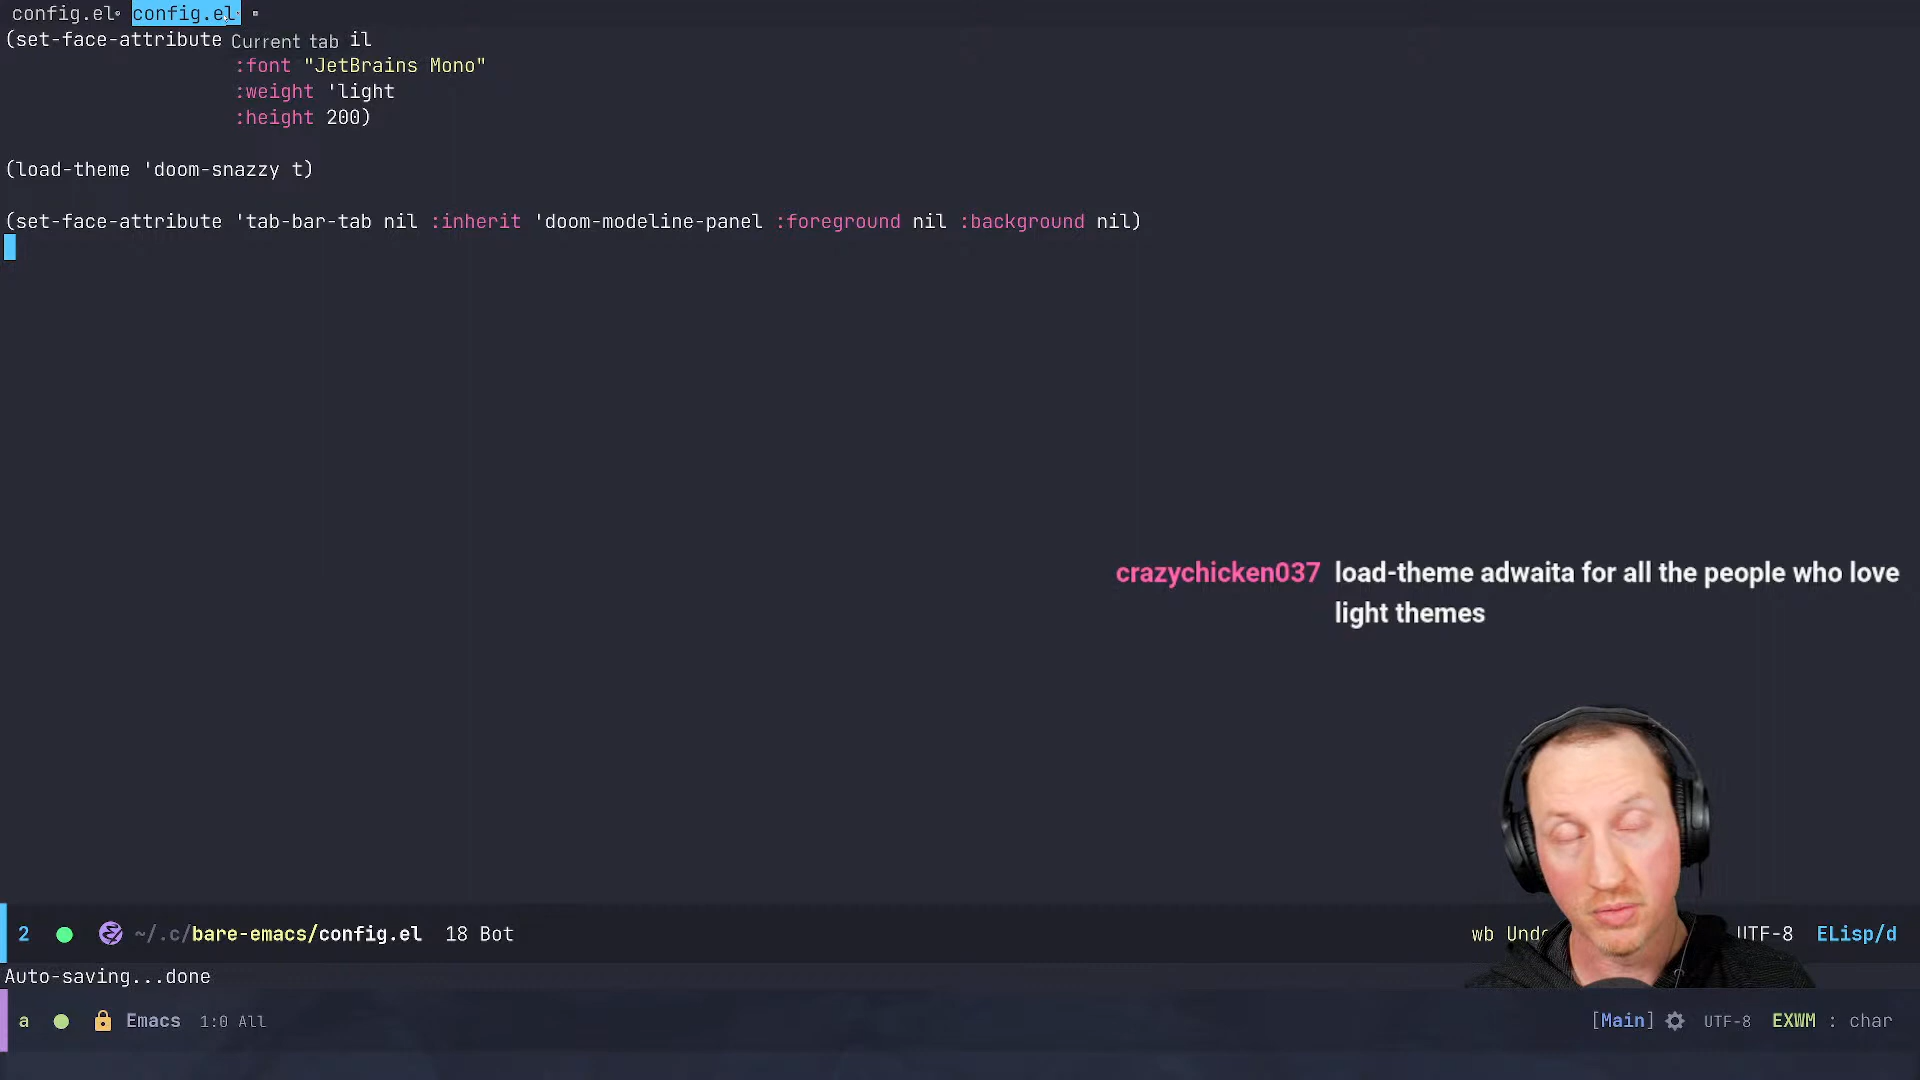 config.el config.el
(set-face-attribute Current tab il
:font "JetBrains Mono"
:weight 'light
:height 200)
(load-theme 'doom-snazzy t)
(set-face-attribute 'tab-bar-tab nil :inherit 'doom-modeline-panel :foreground nil :background nil)
crazychicken037 load-theme adwaita for all the people who love
light themes
2 ~/.c/bare-emacs/config.el 18 Bot wb Und UTF-8 ELisp/d
Auto-saving...done
a Emacs 1:0 All [Main] UTF-8 EXWM : char